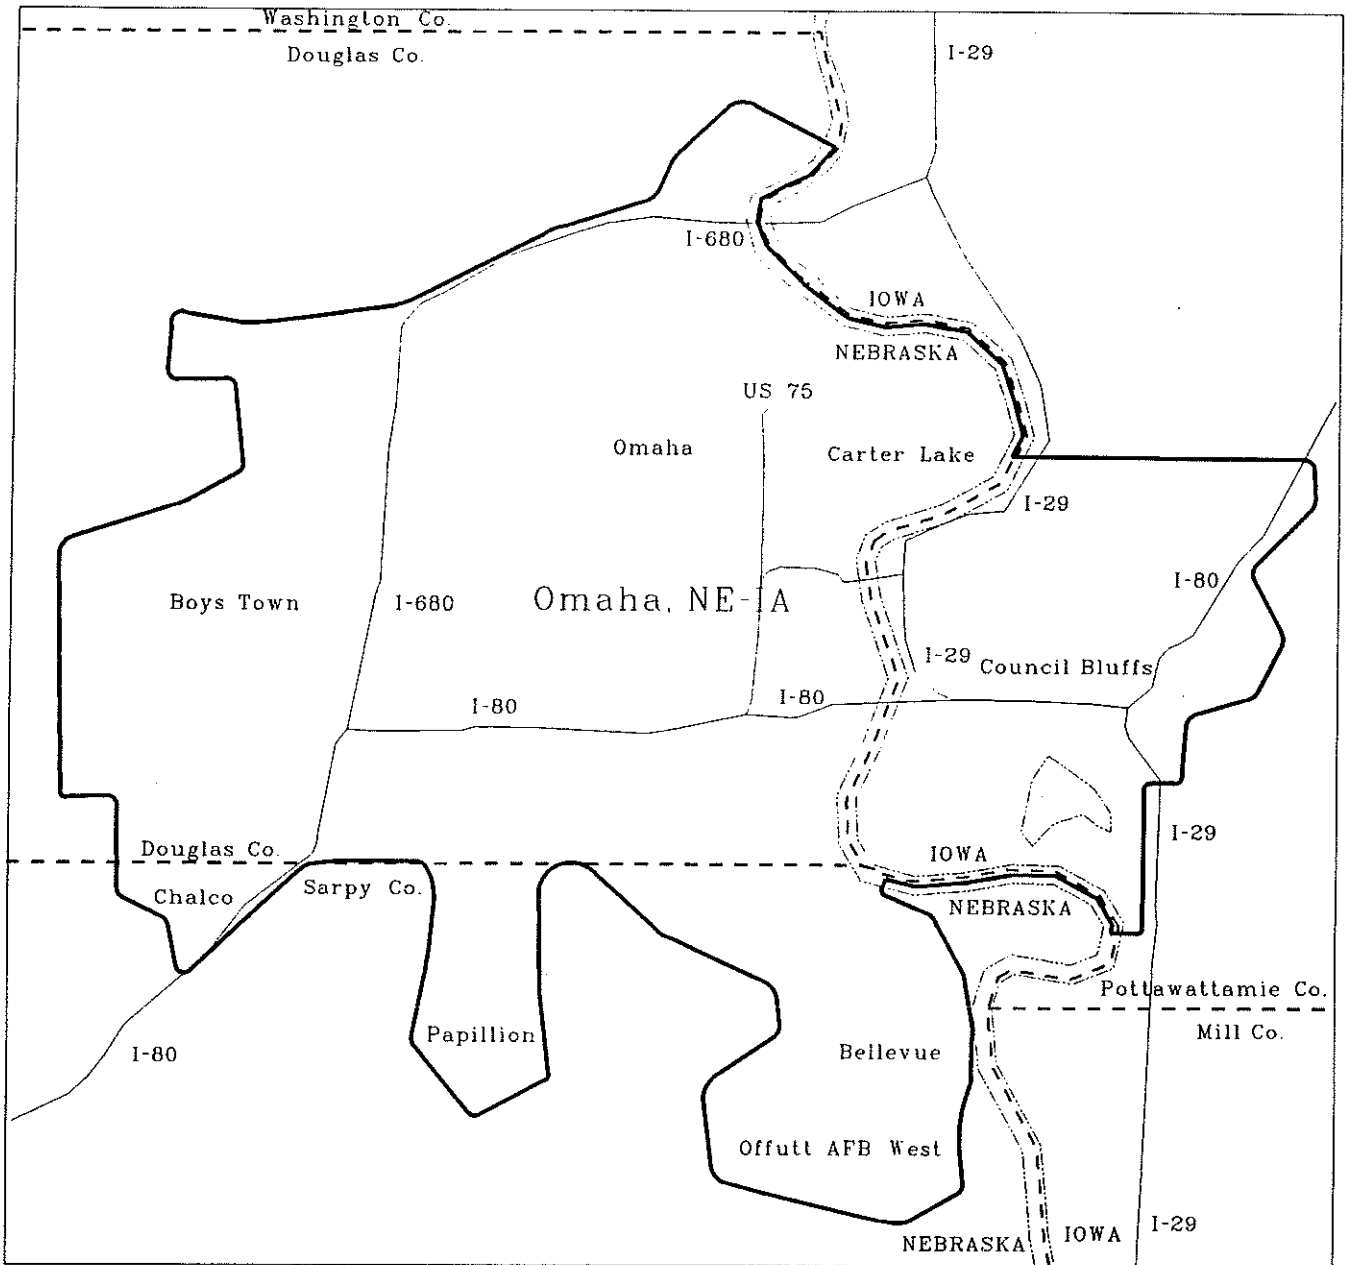 Washington Co.
Douglas Co.
I-29
I-680
IOWA
NEBRASKA
US 75
Omaha
Carter Lake
I-29
I-80
Boys Town
I-680
Omaha, NE-IA
I-29
Council Bluffs
I-80
I-80
I-29
Douglas Co.
IOWA
Chalco
Sarpy Co.
NEBRASKA
Pottawattamie Co.
Mill Co.
Papillion
I-80
Bellevue
Offutt AFB West
I-29
IOWA
NEBRASKA